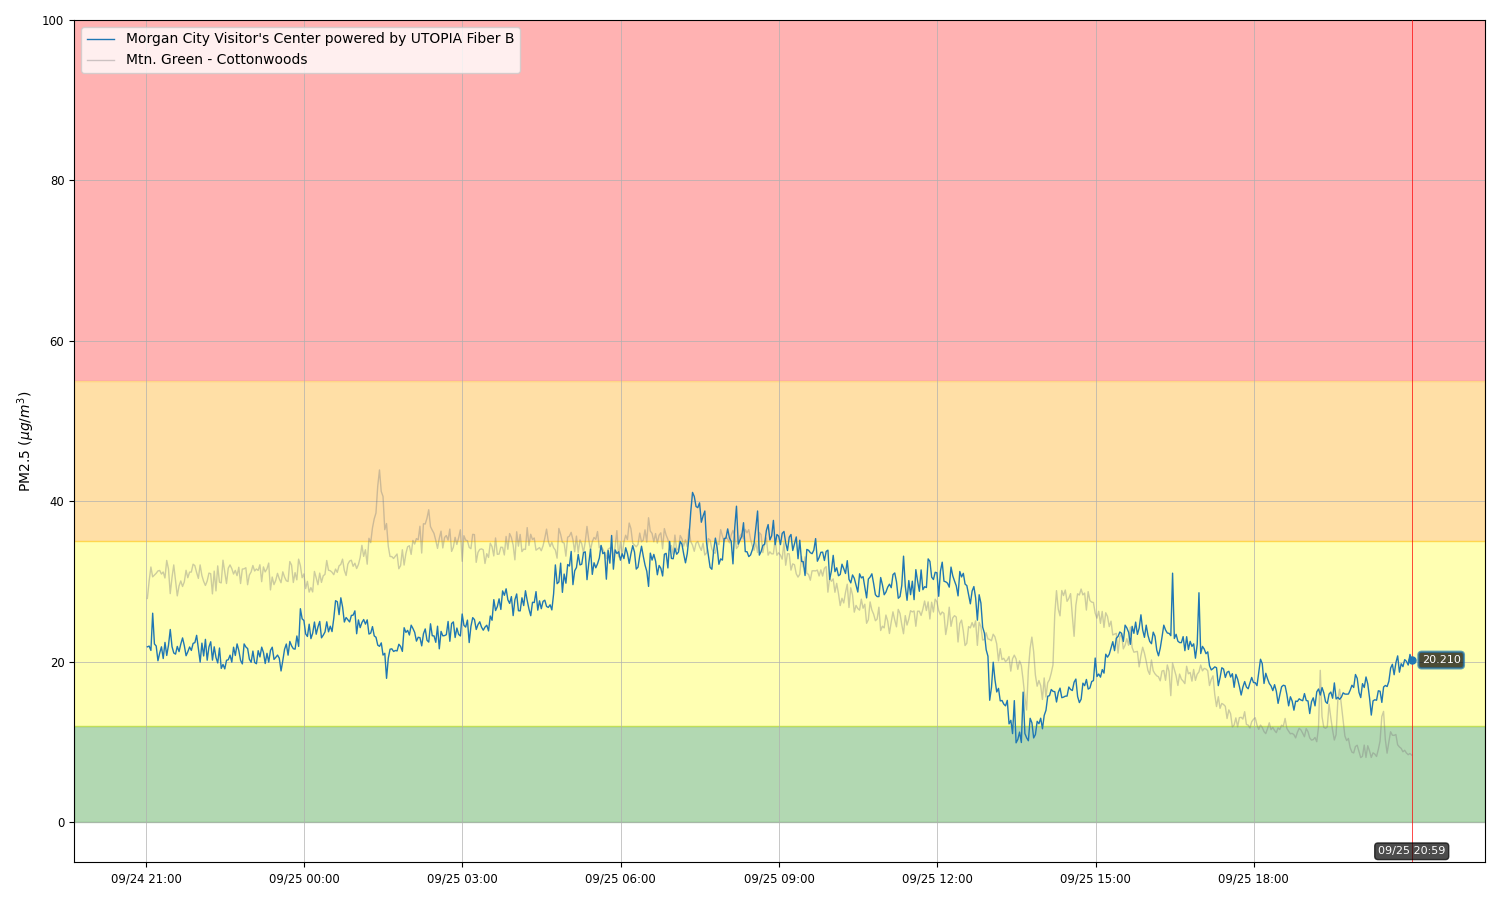 100
Morgan City Visitor's Center powered by UTOPIA Fiber B
Mtn. Green - Cottonwoods
80
60
PM2.5 (μg/m³)
40
20
20.210
0
09/25 20:59
09/24 21:00 09/25 00:00 09/25 03:00 09/25 06:00 09/25 09:00 09/25 12:00 09/25 15:00 09/25 18:00